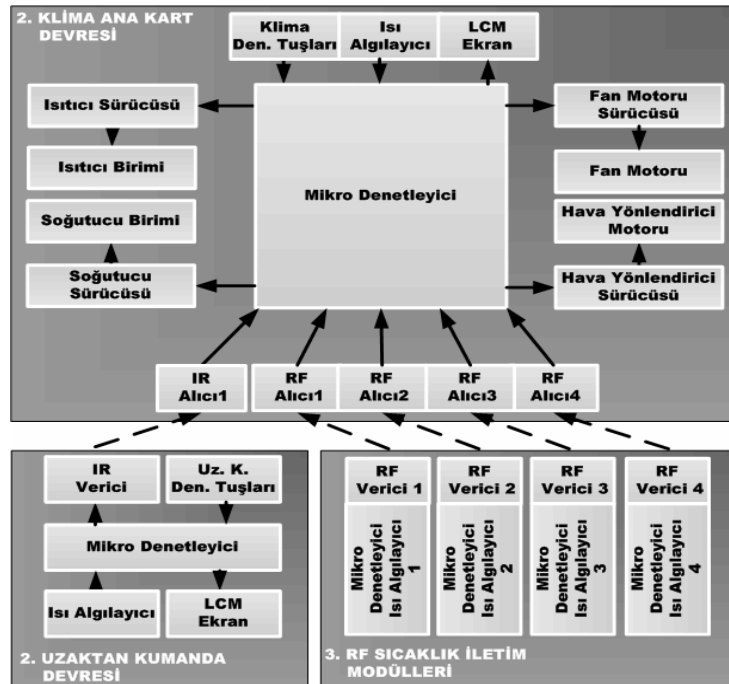 2. KLİMA ANA KART
DEVRESİ
Klima
Den. Tuşları
Isı
Algılayıcı
LCM
Ekran
Isıtıcı Sürücüsü
Isıtıcı Birimi
Soğutucu Birimi
Soğutucu
Sürücüsü
Mikro Denetleyici
Fan Motoru
Sürücüsü
Fan Motoru
Hava Yönlendirici
Motoru
Hava Yönlendirici
Sürücüsü
IR
Alıcı1
RF
Alıcı1
RF
Alıcı2
RF
Alıcı3
RF
Alıcı4
IR
Verici
Uz. K.
Den. Tuşları
Mikro Denetleyici
Isı Algılayıcı
LCM
Ekran
2. UZAKTAN KUMANDA
DEVRESİ
RF
Verici 1
RF
Verici 2
RF
Verici 3
RF
Verici 4
Mikro
Denetleyici
Isı Algılayıcı
1
Mikro
Denetleyici
Isı Algılayıcı
2
Mikro
Denetleyici
Isı Algılayıcı
3
Mikro
Denetleyici
Isı Algılayıcı
4
3. RF SICAKLIK İLETİM
MODÜLLERİ